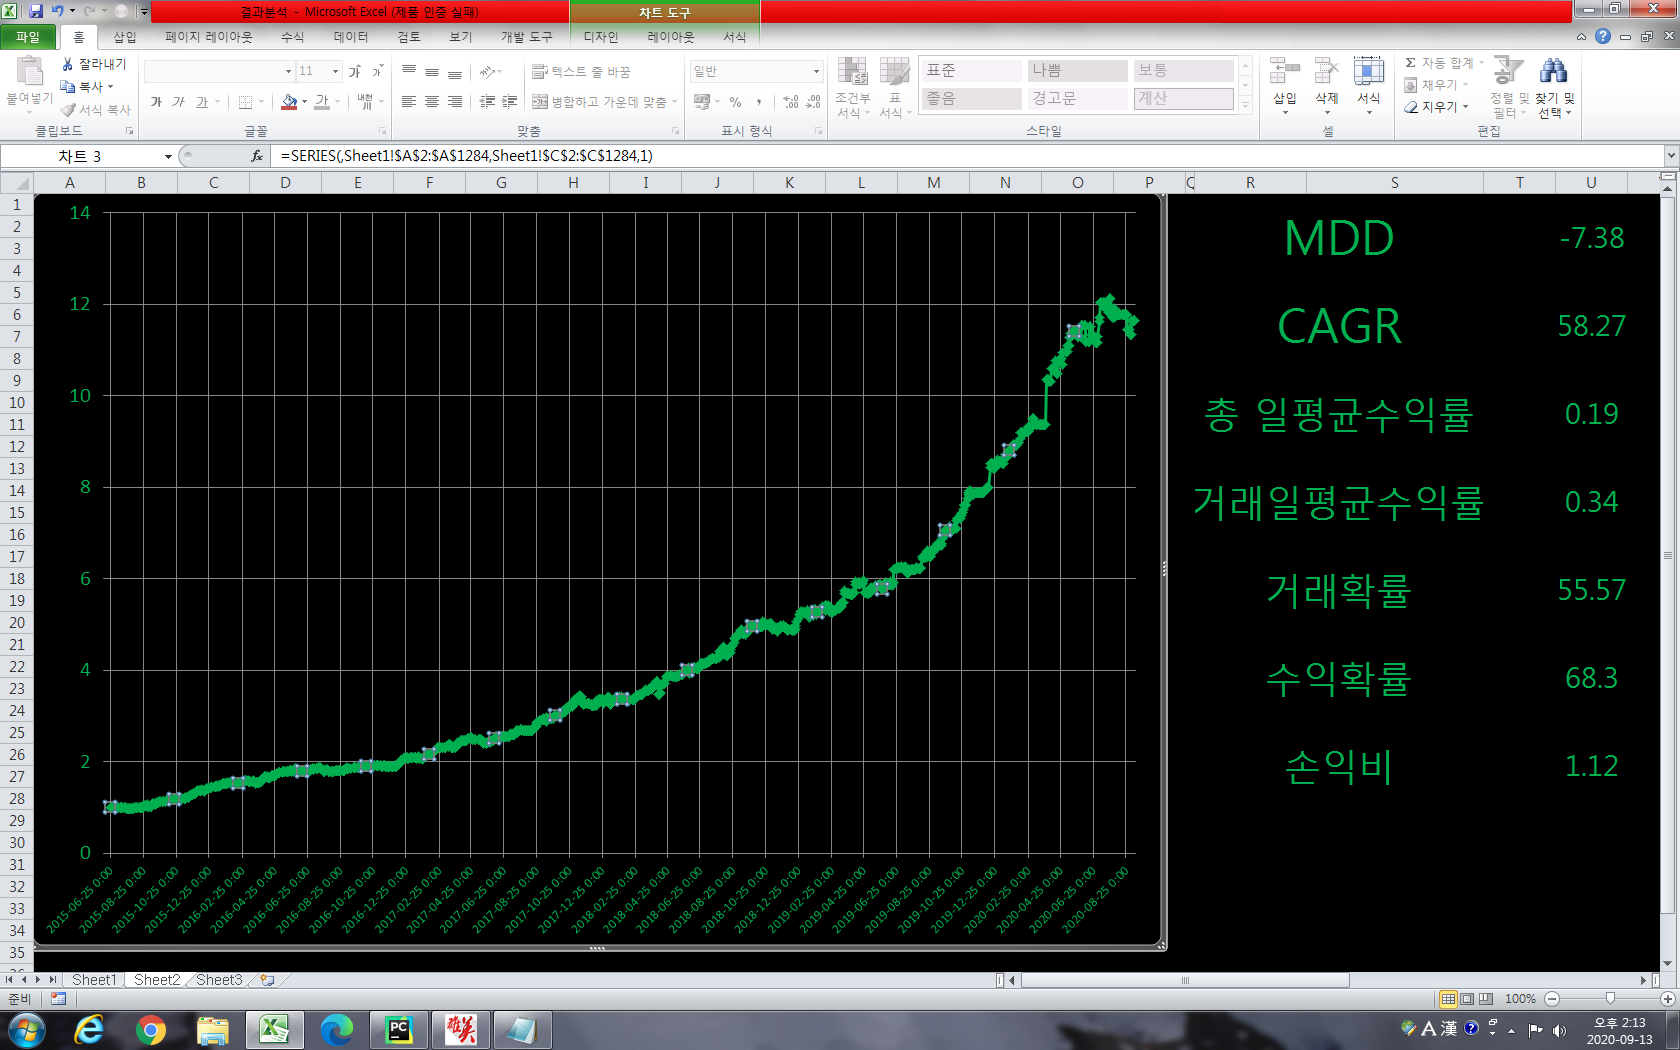 결과분석 - Microsoft Excel (제품 인증 실패)
차트 도구
파일 홈 삽입 페이지 레이아웃 수식 데이터 검토 보기 개발 도구 디자인 레이아웃 서식
붙여넣기
잘라내기
복사
서식 복사
클립보드
11
가 가 가
글꼴
텍스트 줄 바꿈
병합하고 가운데 맞춤
맞춤
일반
%
표시 형식
조건부 서식
표 서식
표준 나쁨 보통
좋음 경고문 계산
스타일
삽입 삭제 서식
셀
Σ 자동 합계
채우기
지우기
정렬 및 필터
찾기 및 선택
편집
차트 3
fx =SERIES(,Sheet1!$A$2:$A$1284,Sheet1!$C$2:$C$1284,1)
A B C D E F G H I J K L M N O P Q R S T U
1
2
3
4
5
6
7
8
9
10
11
12
13
14
15
16
17
18
19
20
21
22
23
24
25
26
27
28
29
30
31
32
33
34
35
14
12
10
8
6
4
2
0
2015-06-25 0:00
2015-08-25 0:00
2015-10-25 0:00
2015-12-25 0:00
2016-02-25 0:00
2016-04-25 0:00
2016-06-25 0:00
2016-08-25 0:00
2016-10-25 0:00
2016-12-25 0:00
2017-02-25 0:00
2017-04-25 0:00
2017-06-25 0:00
2017-08-25 0:00
2017-10-25 0:00
2017-12-25 0:00
2018-02-25 0:00
2018-04-25 0:00
2018-06-25 0:00
2018-08-25 0:00
2018-10-25 0:00
2018-12-25 0:00
2019-02-25 0:00
2019-04-25 0:00
2019-06-25 0:00
2019-08-25 0:00
2019-10-25 0:00
2019-12-25 0:00
2020-02-25 0:00
2020-04-25 0:00
2020-06-25 0:00
2020-08-25 0:00
MDD -7.38
CAGR 58.27
총 일평균수익률 0.19
거래일평균수익률 0.34
거래확률 55.57
수익확률 68.3
손익비 1.12
Sheet1 Sheet2 Sheet3
준비
100%
PC
A 漢
오후 2:13
2020-09-13